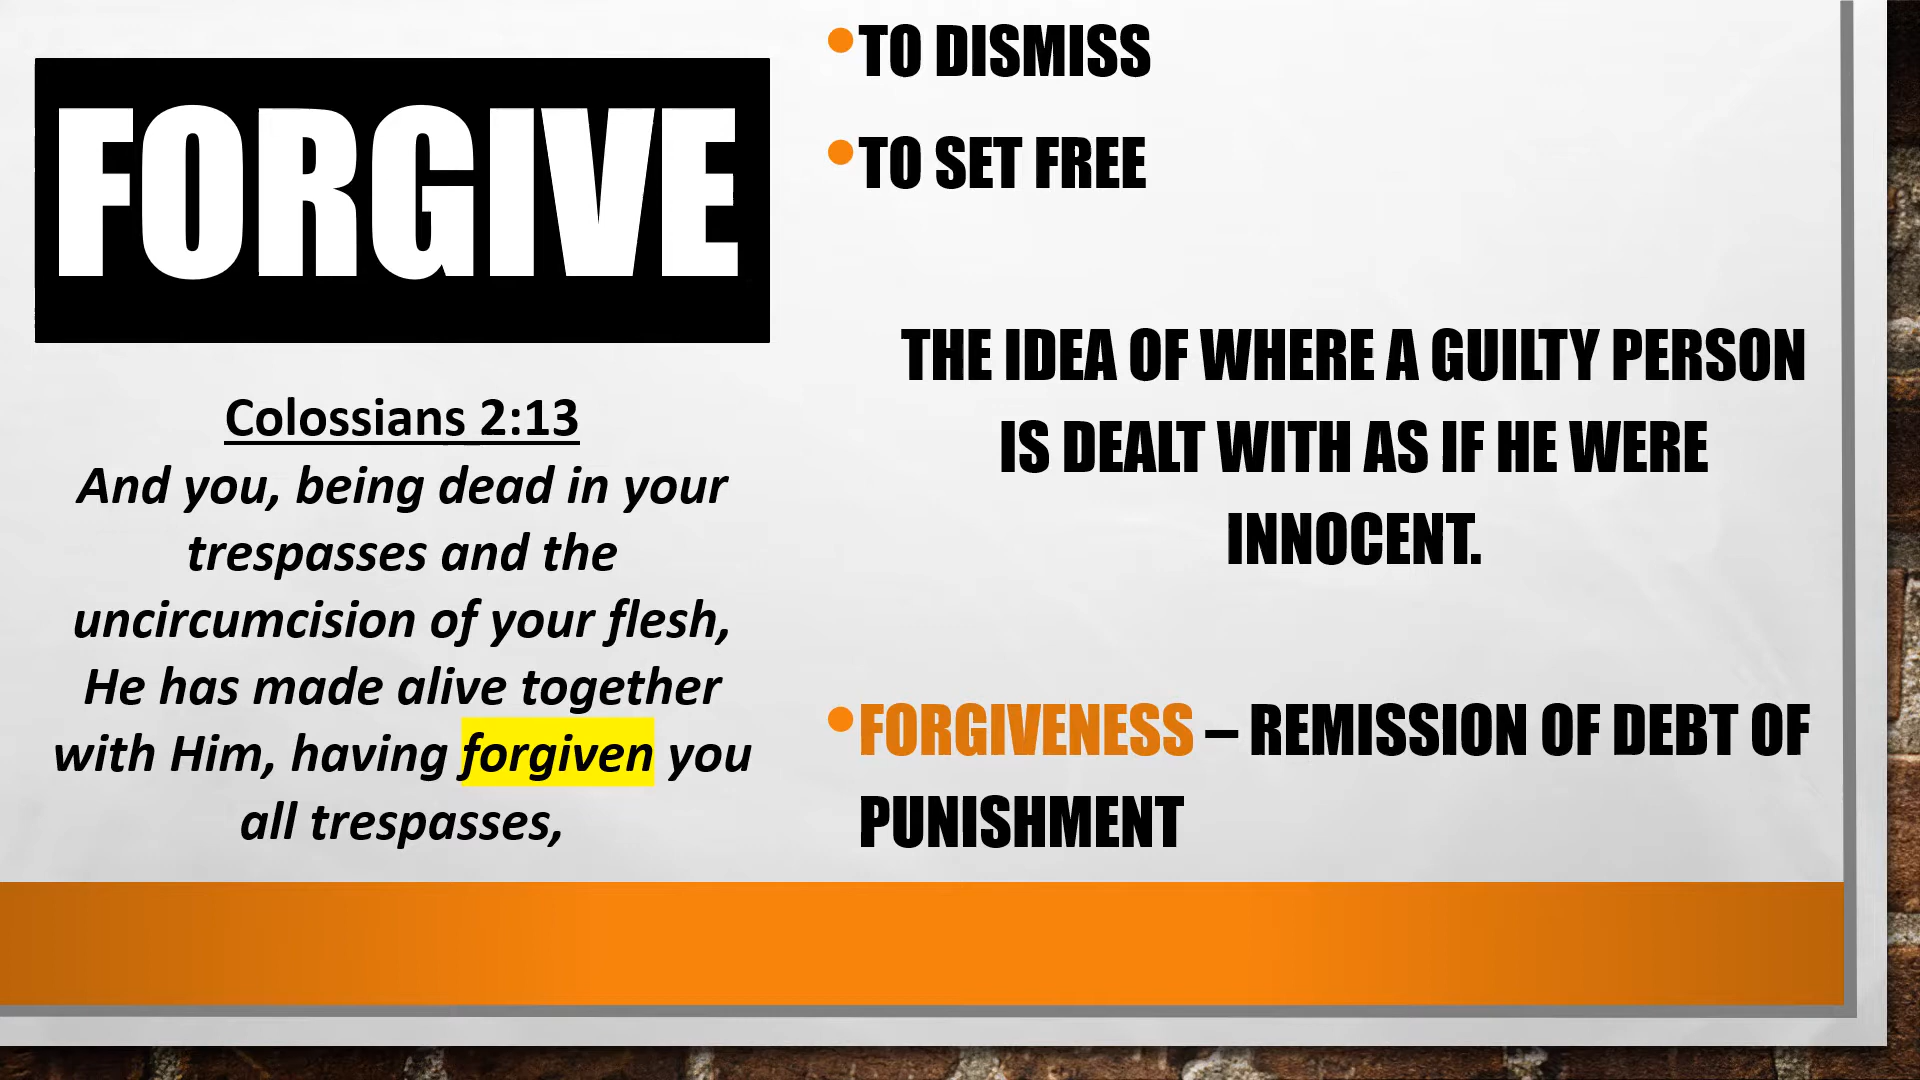 FORGIVE
Colossians 2:13
And you, being dead in your
trespasses and the
uncircumcision of your flesh,
He has made alive together
with Him, having forgiven you
all trespasses,
•TO DISMISS
•TO SET FREE
THE IDEA OF WHERE A GUILTY PERSON
IS DEALT WITH AS IF HE WERE
INNOCENT.
•FORGIVENESS – REMISSION OF DEBT OF
PUNISHMENT